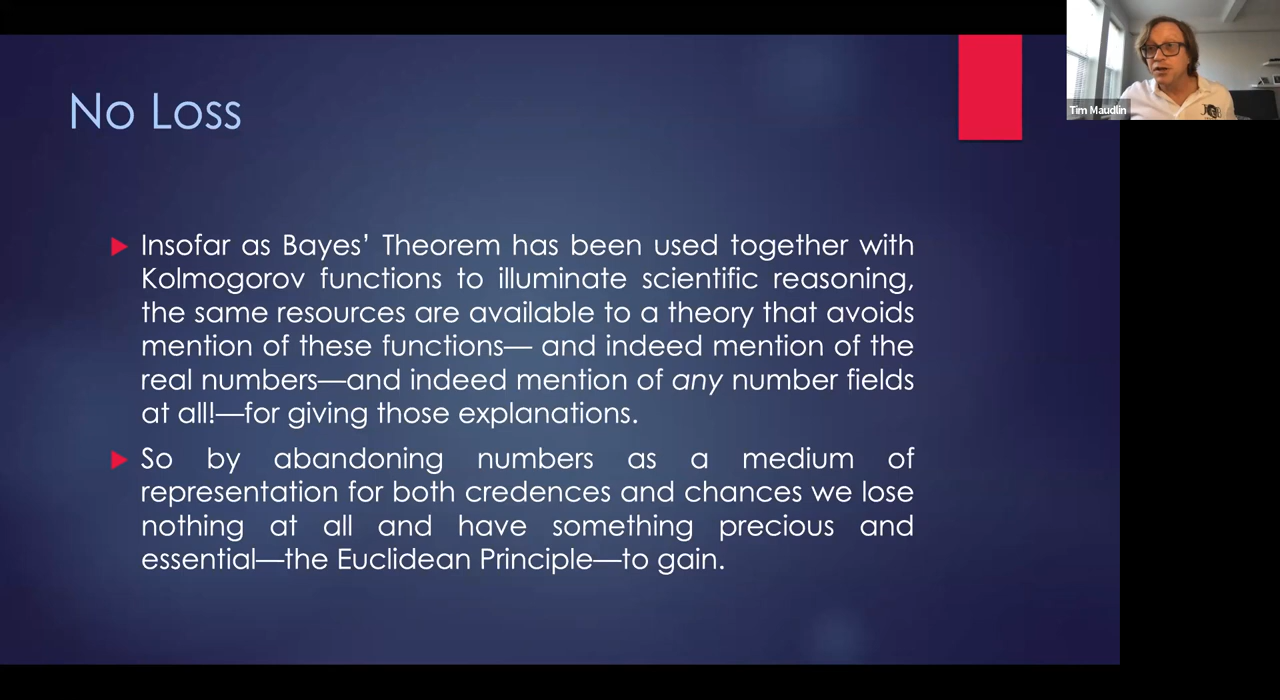 No Loss
Insofar as Bayes’ Theorem has been used together with
Kolmogorov functions to illuminate scientific reasoning,
the same resources are available to a theory that avoids
mention of these functions— and indeed mention of the
real numbers—and indeed mention of any number fields
at all!—for giving those explanations.
So by abandoning numbers as a medium of
representation for both credences and chances we lose
nothing at all and have something precious and
essential—the Euclidean Principle—to gain.
Tim Maudlin